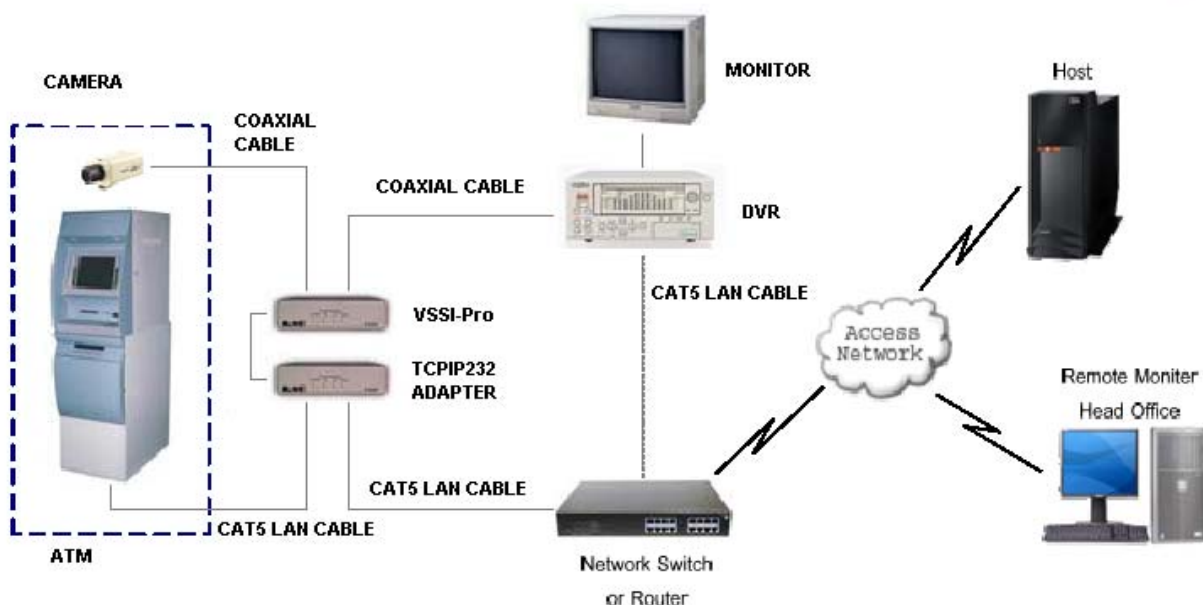 CAMERA
COAXIAL
CABLE
MONITOR
Host
COAXIAL CABLE
DVR
CAT5 LAN CABLE
VSSI-Pro
TCPIP232
ADAPTER
Access
Network
Remote Moniter
Head Office
CAT5 LAN CABLE
CAT5 LAN CABLE
ATM
Network Switch
or Router